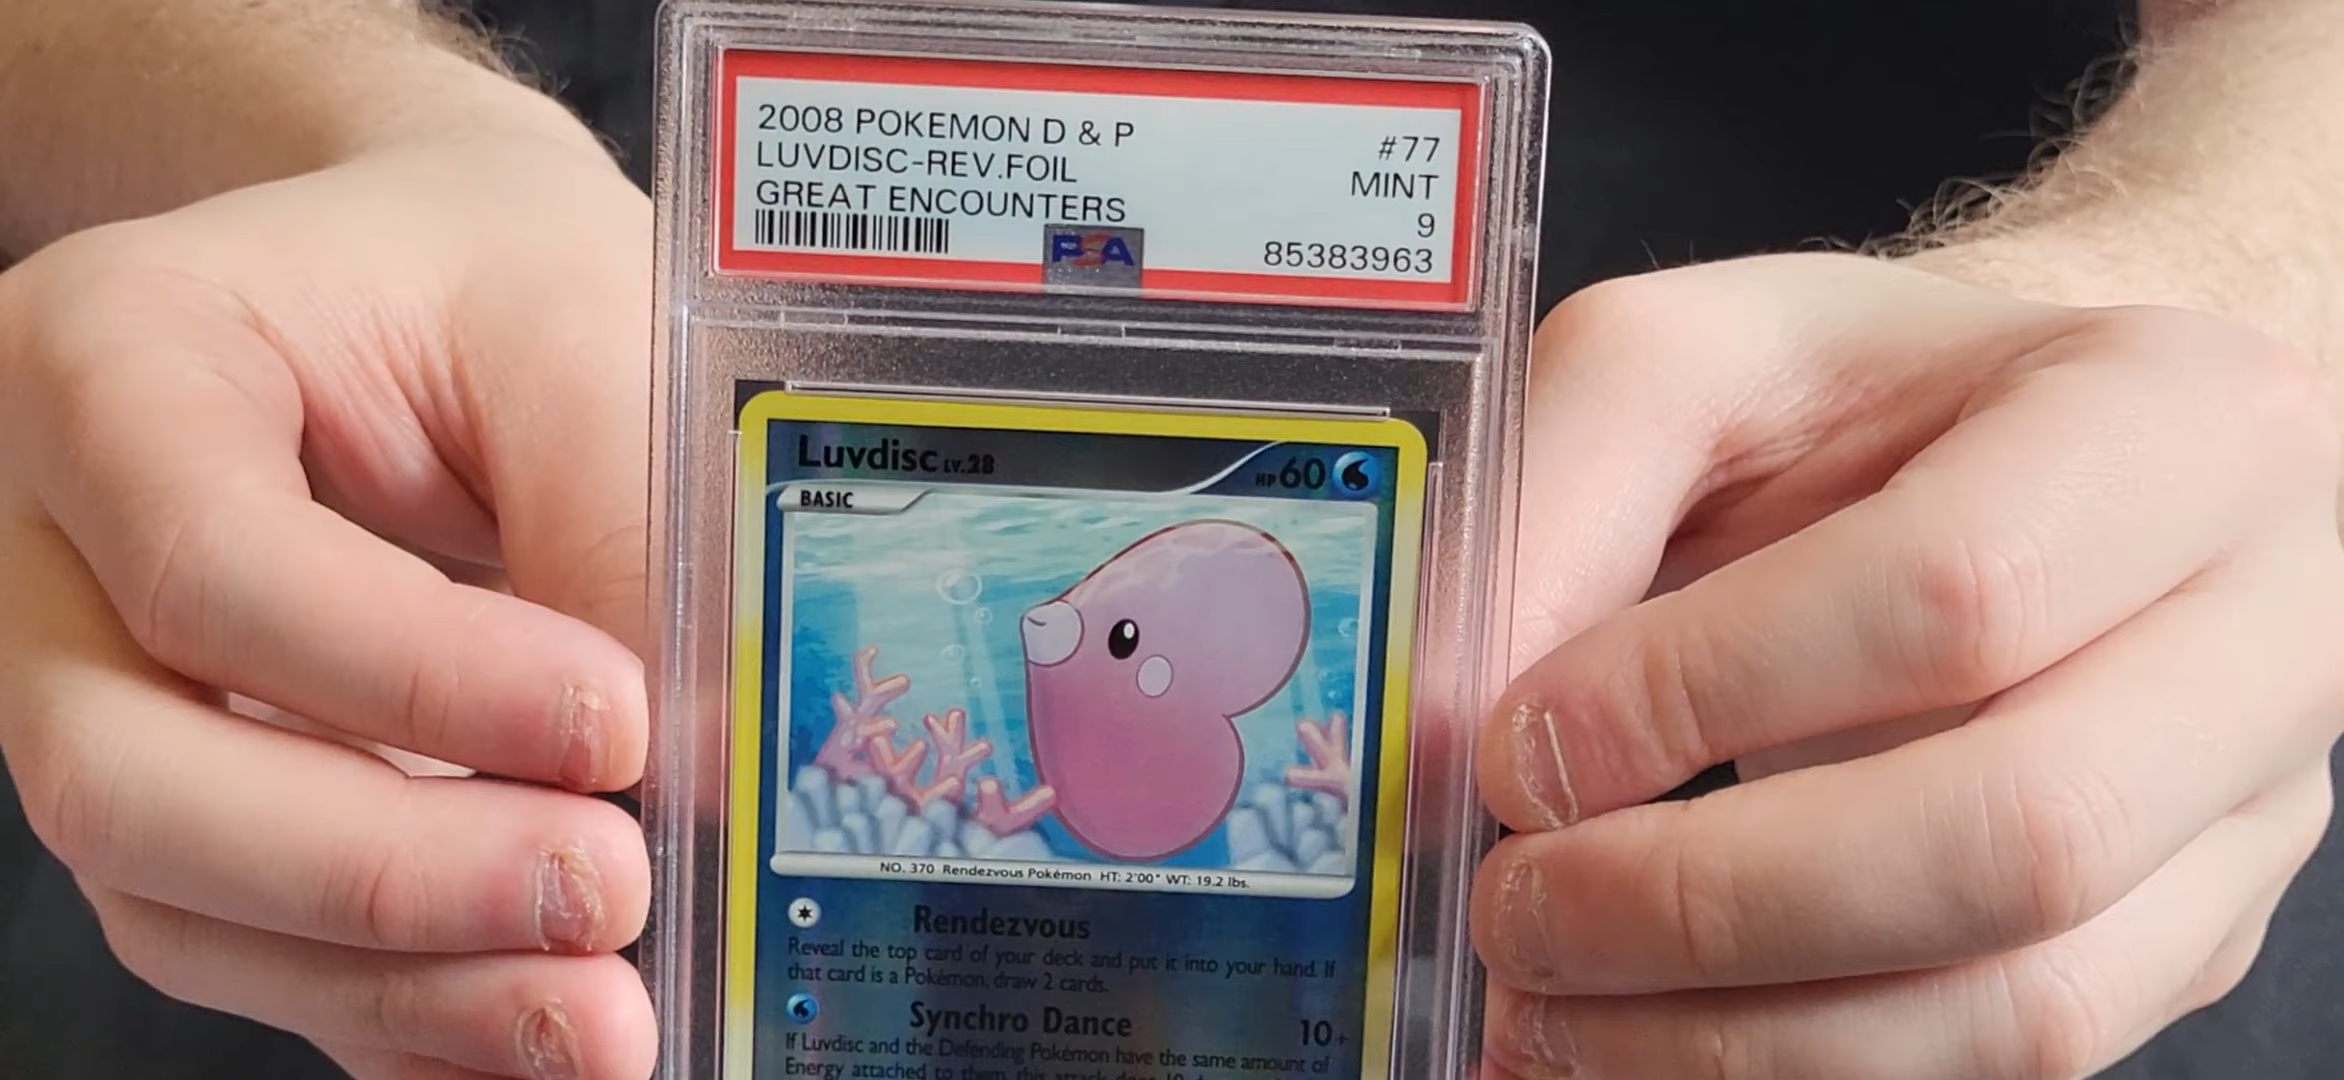 2008 POKEMON D & P
#77
LUVDISC-REV.FOIL
MINT
GREAT ENCOUNTERS
9
PSA
85383963
Luvdisc LV.28
HP 60
BASIC
NO. 370 Rendezvous Pokémon HT: 2'00" WT: 19.2 lbs.
Rendezvous
Reveal the top card of your deck and put it into your hand. If
that card is a Pokémon, draw 2 cards.
Synchro Dance 10+
If Luvdisc and the Defending Pokémon have the same amount of
Energy attached to them, this attack does 10